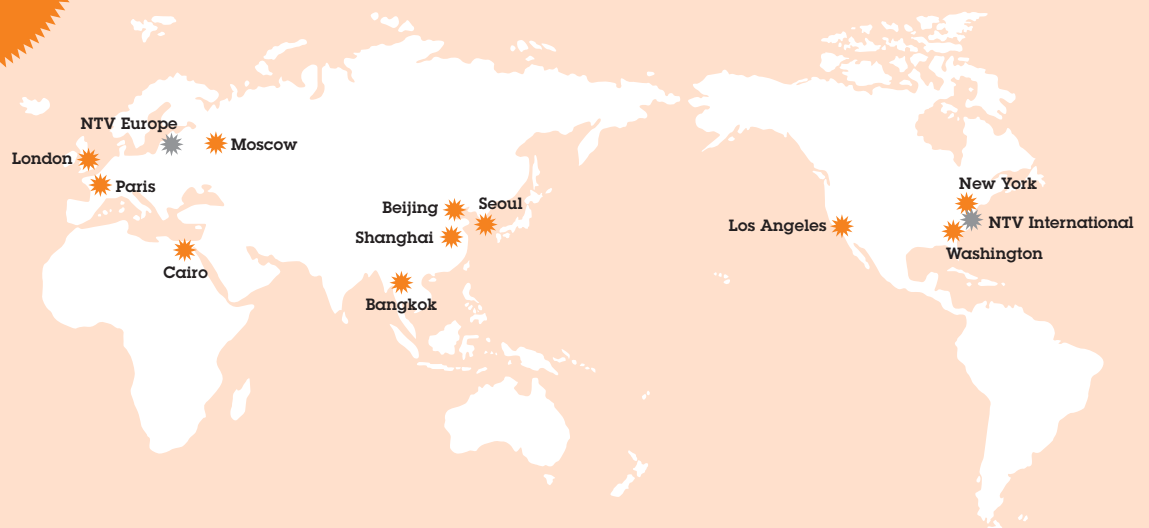 NTV Europe
Moscow
London
Paris
Cairo
Beijing
Seoul
Shanghai
Bangkok
New York
Los Angeles
NTV International
Washington